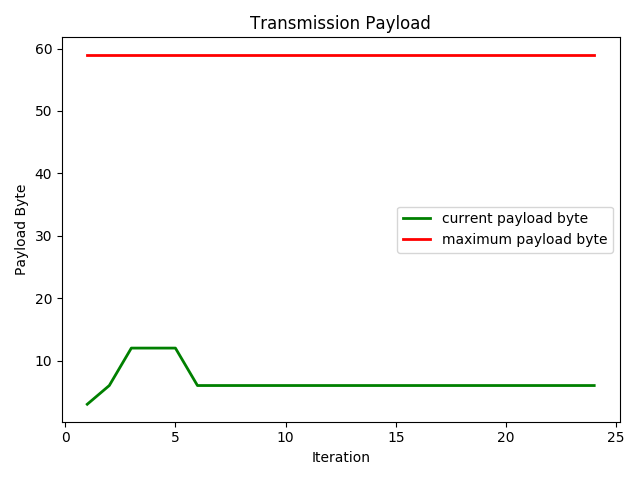 Transmission Payload
60
50
40
30
20
10
Payload Byte
current payload byte
maximum payload byte
0 5 10 15 20 25
Iteration